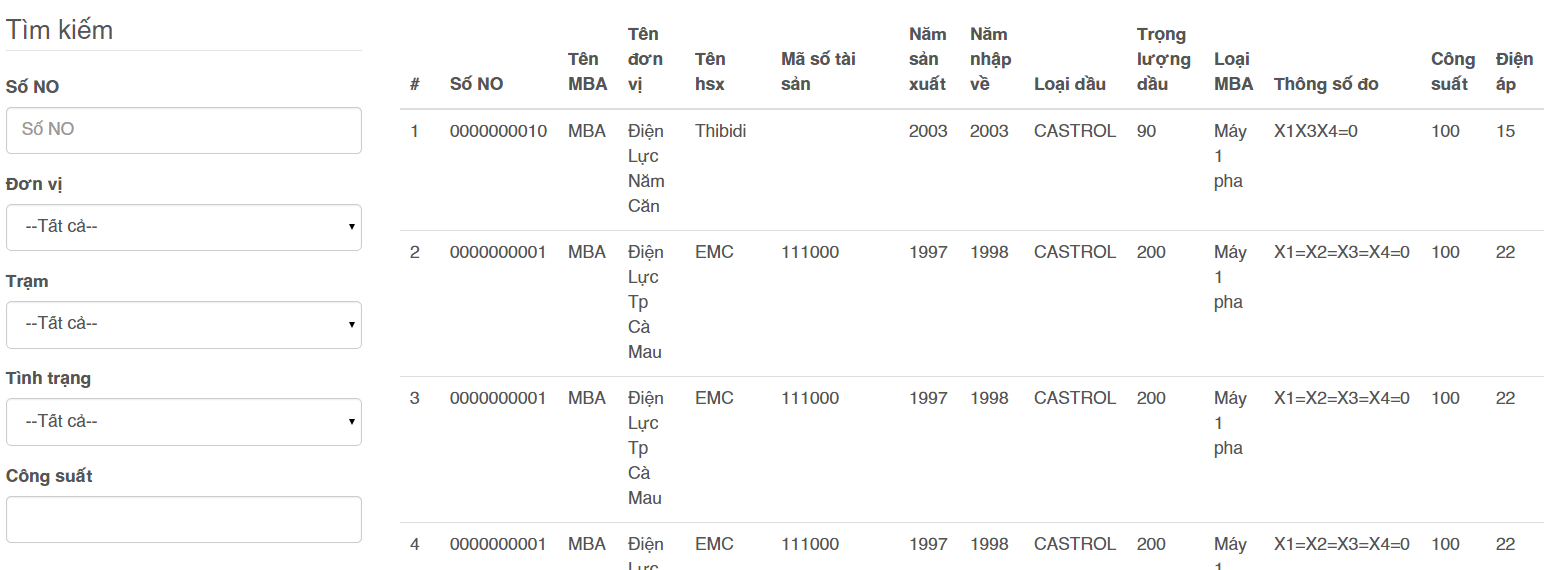 Tìm kiếm
Số NO
Số NO
Đơn vị
--Tất cả--
Trạm
--Tất cả--
Tình trạng
--Tất cả--
Công suất
# Số NO Tên MBA Tên đơn vị Tên hsx Mã số tài sản Năm sản xuất Năm nhập về Loại dầu Trọng lượng dầu Loại MBA Thông số đo Công suất Điện áp
1 0000000010 MBA Điện Lực Năm Căn Thibidi 2003 2003 CASTROL 90 Máy 1 pha X1X3X4=0 100 15
2 0000000001 MBA Điện Lực Tp Cà Mau EMC 111000 1997 1998 CASTROL 200 Máy 1 pha X1=X2=X3=X4=0 100 22
3 0000000001 MBA Điện Lực Tp Cà Mau EMC 111000 1997 1998 CASTROL 200 Máy 1 pha X1=X2=X3=X4=0 100 22
4 0000000001 MBA Điện Lực EMC 111000 1997 1998 CASTROL 200 Máy 1 X1=X2=X3=X4=0 100 22